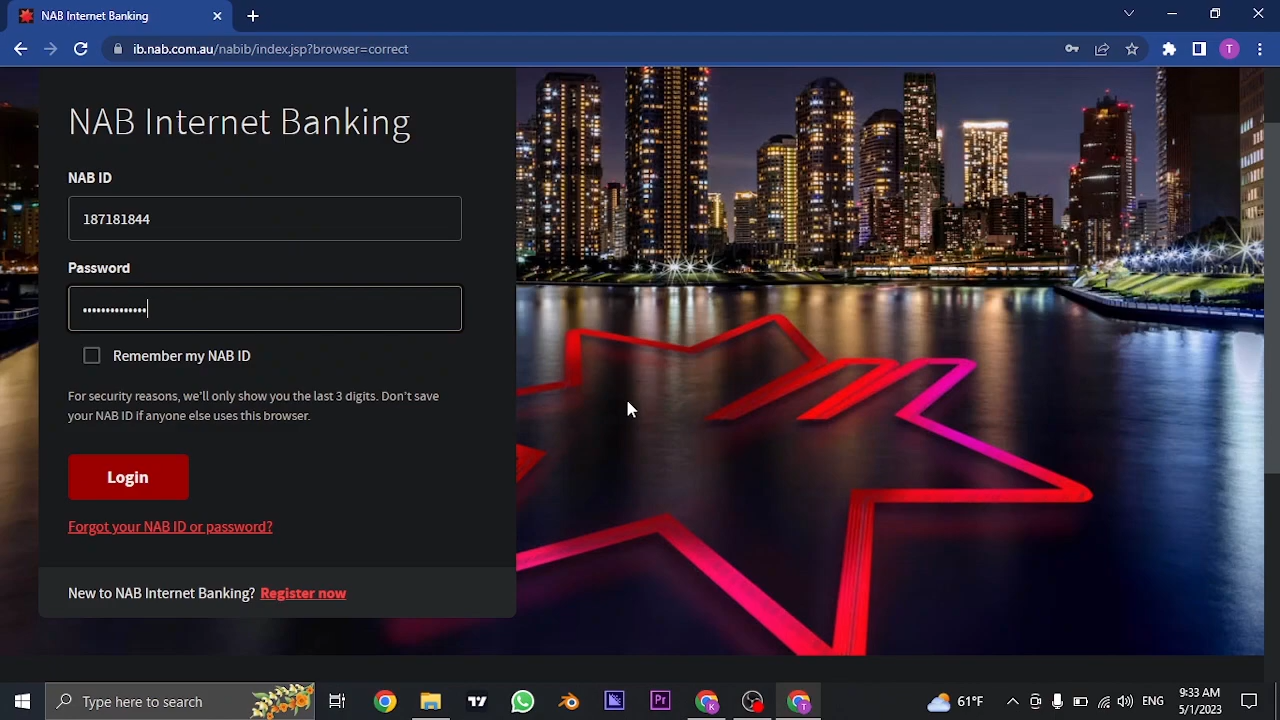 NAB Internet Banking
ib.nab.com.au/nabib/index.jsp?browser=correct
T
NAB Internet Banking
NAB ID
187181844
Password
••••••••••••••
Remember my NAB ID
For security reasons, we'll only show you the last 3 digits. Don't save
your NAB ID if anyone else uses this browser.
Login
Forgot your NAB ID or password?
New to NAB Internet Banking? Register now
Type here to search
Pr
K
T
61°F
ENG
9:33 AM
5/1/2023